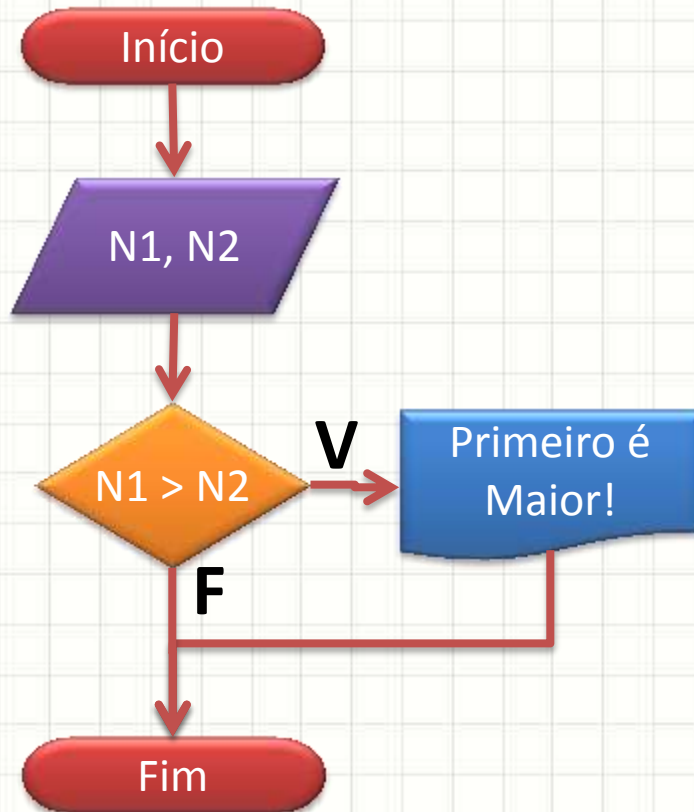 Início
N1, N2
N1 > N2
V
Primeiro é
Maior!
F
Fim